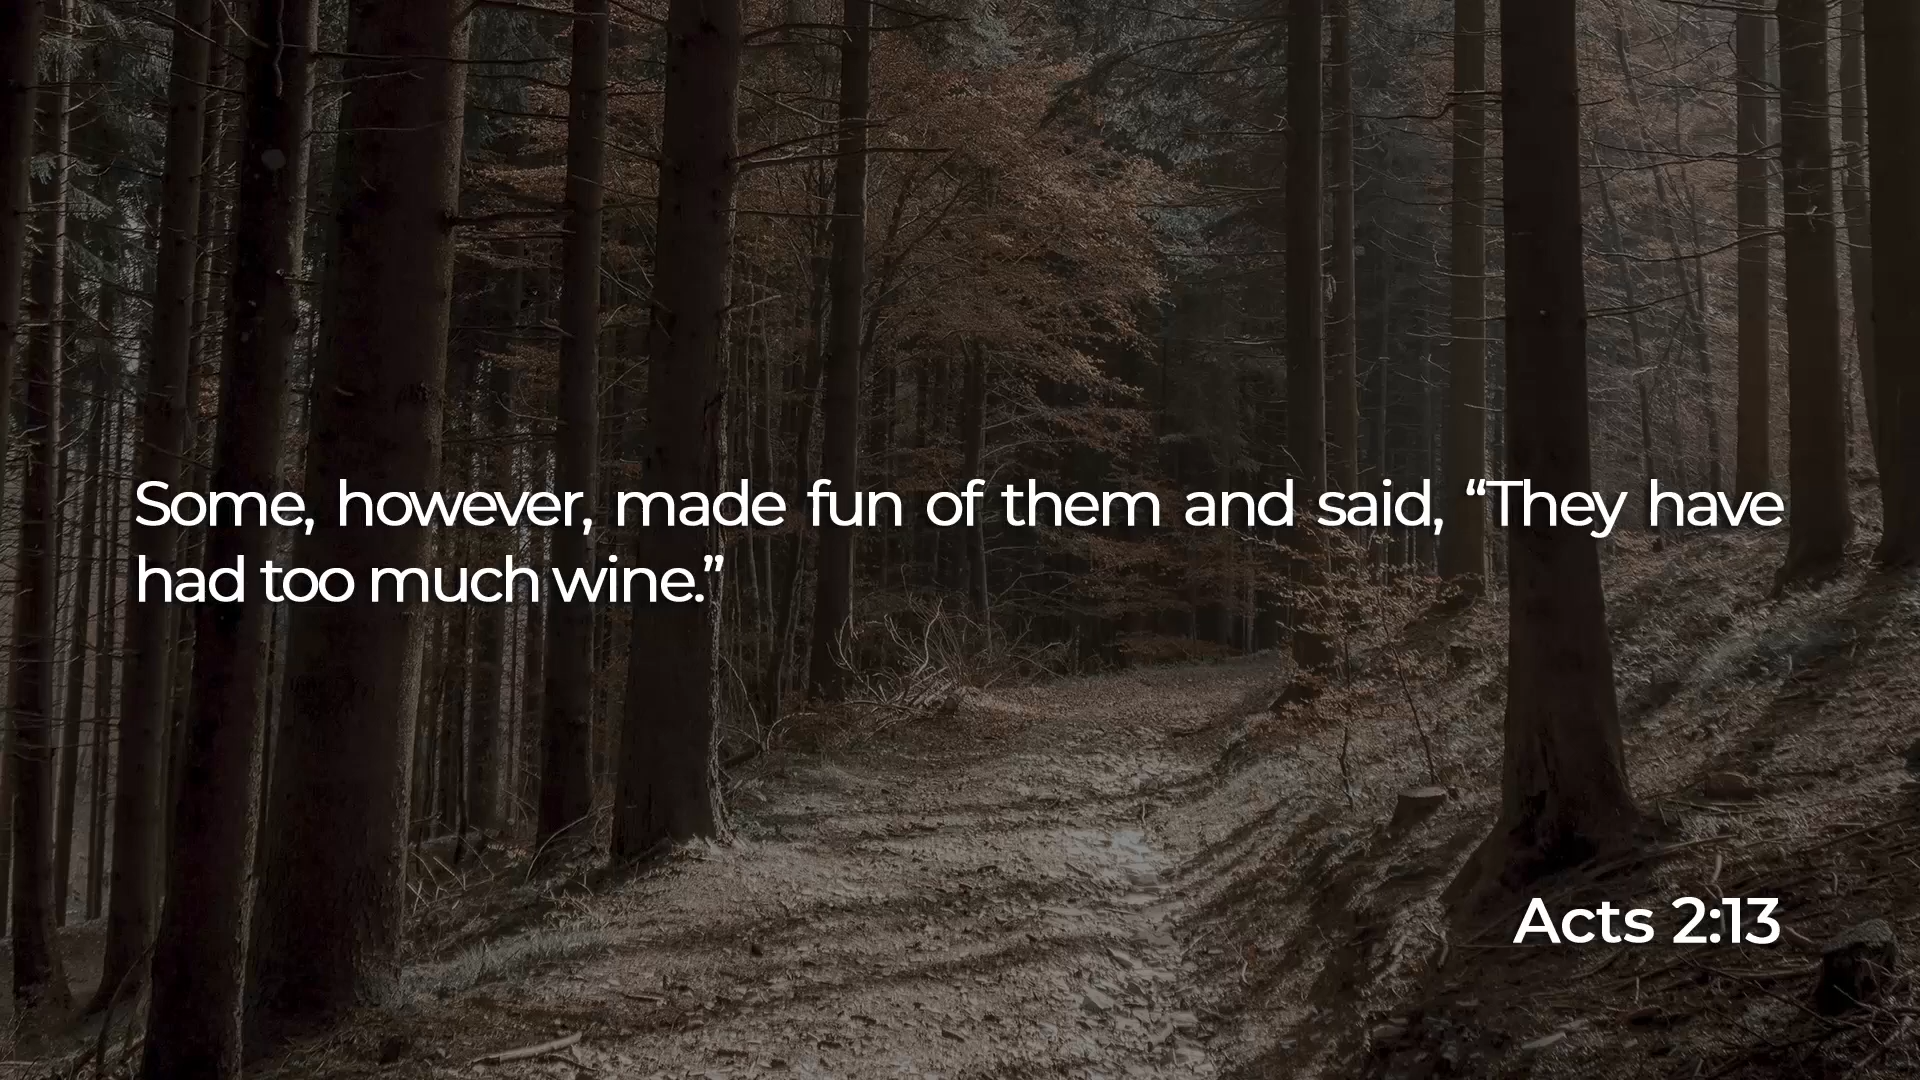 Some, however, made fun of them and said, “They have
had too much wine.”
Acts 2:13